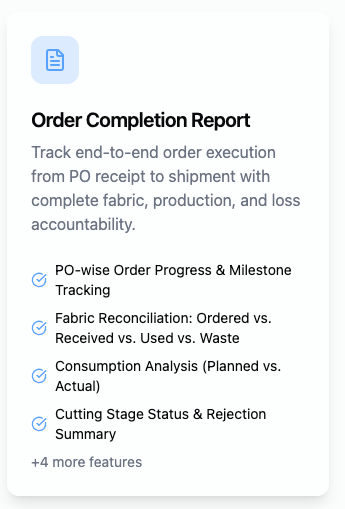 Order Completion Report
Track end-to-end order execution
from PO receipt to shipment with
complete fabric, production, and loss
accountability.
PO-wise Order Progress & Milestone
Tracking
Fabric Reconciliation: Ordered vs.
Received vs. Used vs. Waste
Consumption Analysis (Planned vs.
Actual)
Cutting Stage Status & Rejection
Summary
+4 more features